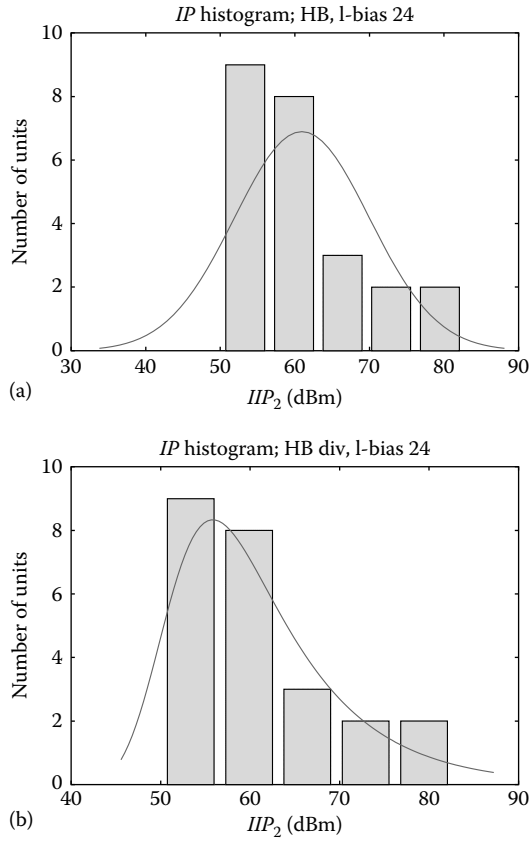 IP histogram; HB, l-bias 24
10
8
6
4
2
0
Number of units
30 40 50 60 70 80 90
IIP2 (dBm)
(a)
IP histogram; HB div, l-bias 24
10
8
6
4
2
0
Number of units
40 50 60 70 80 90
IIP2 (dBm)
(b)